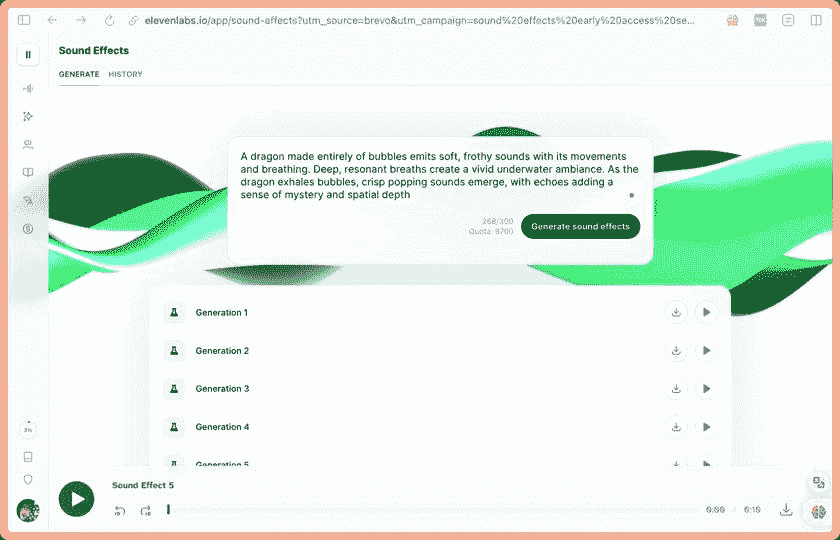 elevenlabs.io/app/sound-effects?utm_source=brevo&utm_campaign=sound%20effects%20early%20access%20se...
Sound Effects
GENERATE HISTORY
A dragon made entirely of bubbles emits soft, frothy sounds with its movements
and breathing. Deep, resonant breaths create a vivid underwater ambiance. As the
dragon exhales bubbles, crisp popping sounds emerge, with echoes adding a
sense of mystery and spatial depth
268/300
Quota: 9700
Generate sound effects
Generation 1
Generation 2
Generation 3
Generation 4
Generation 5
3%
Sound Effect 5
0:00 / 0:10